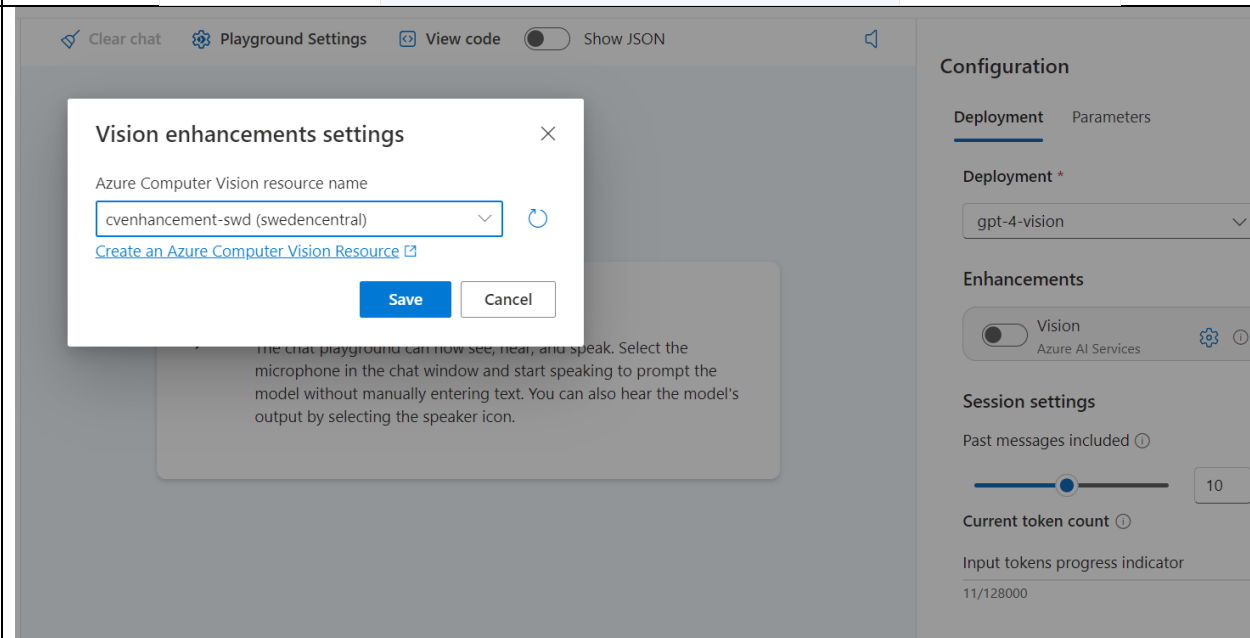 Clear chat Playground Settings View code Show JSON
Configuration
Deployment Parameters
Vision enhancements settings
Azure Computer Vision resource name
cvenhancement-swd (swedencentral)
Create an Azure Computer Vision Resource
Save Cancel
Deployment *
gpt-4-vision
Enhancements
Vision
Azure AI Services
The chat playground can now see, hear, and speak. Select the
microphone in the chat window and start speaking to prompt the
model without manually entering text. You can also hear the model's
output by selecting the speaker icon.
Session settings
Past messages included
10
Current token count
Input tokens progress indicator
11/128000